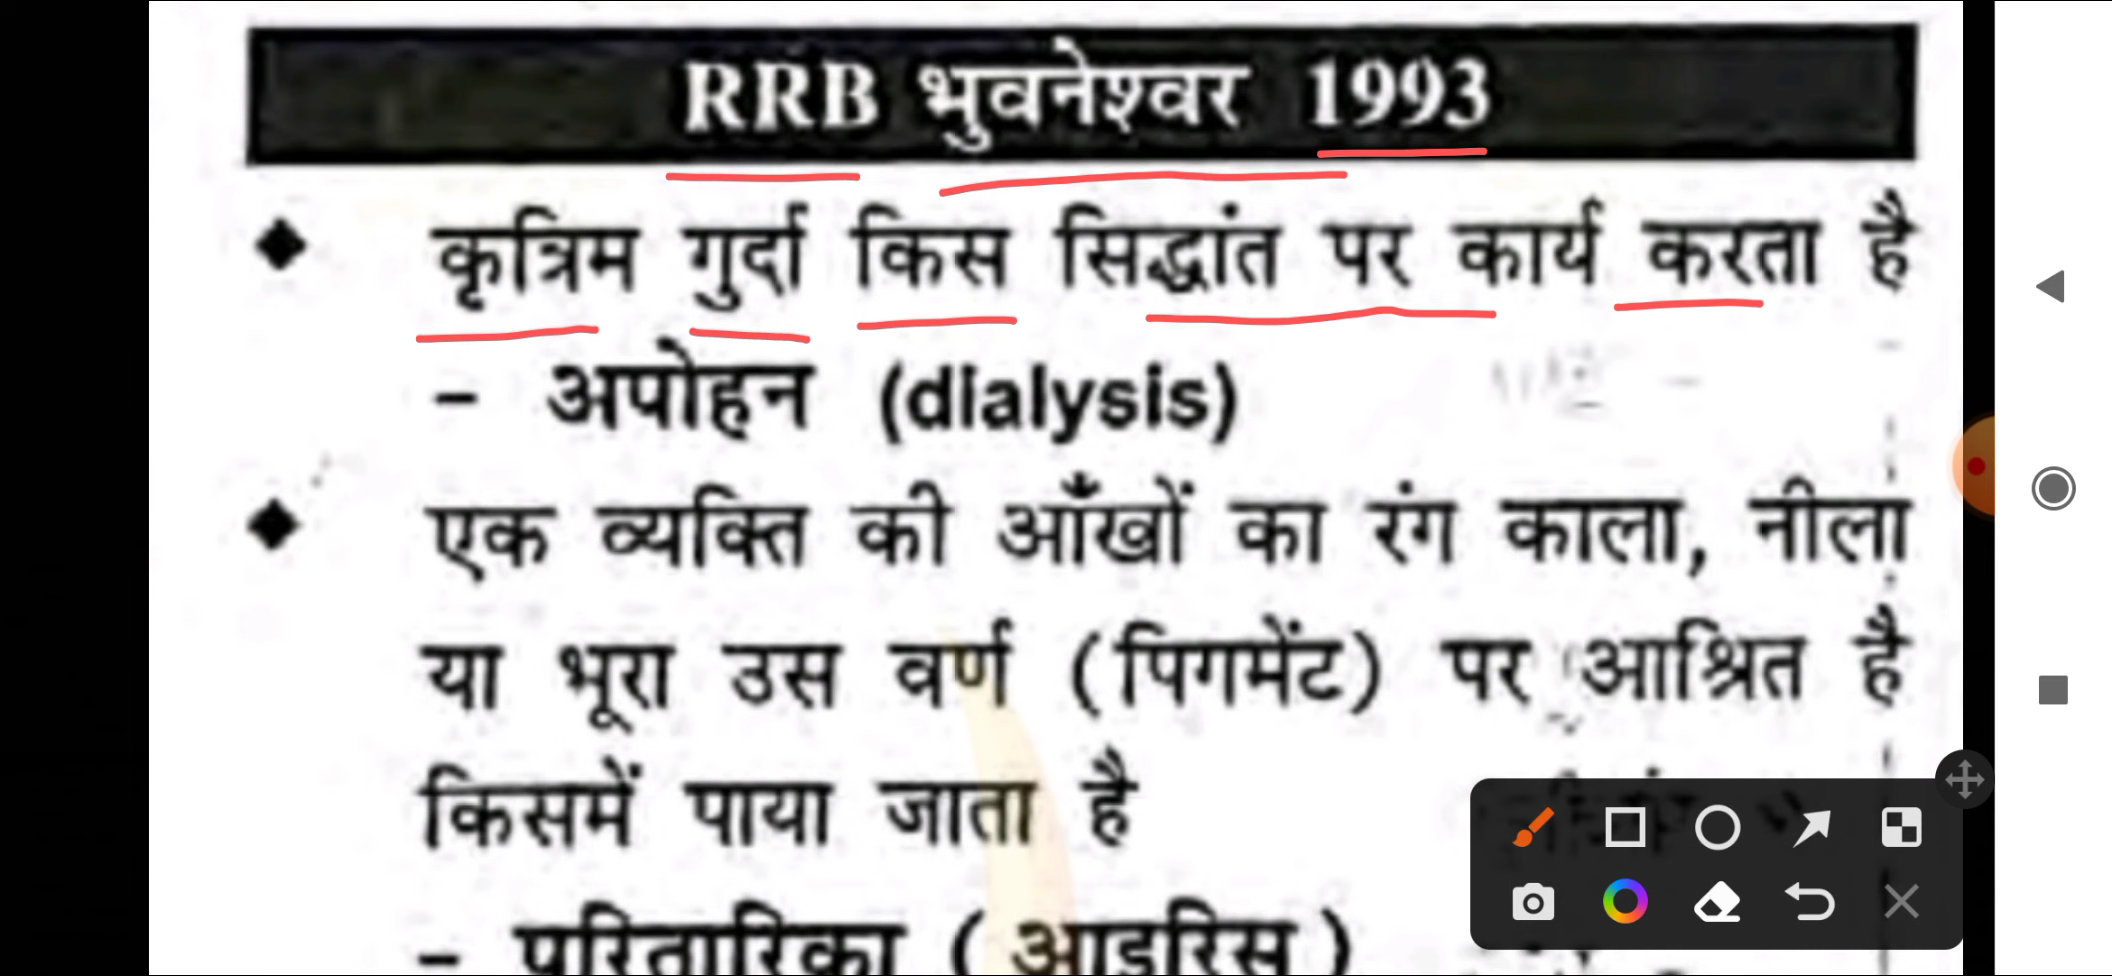 RRB भुवनेश्वर 1993
◆ कृत्रिम गुर्दा किस सिद्धांत पर कार्य करता है
– अपोहन (dialysis)
◆ एक व्यक्ति की आँखों का रंग काला, नीला
या भूरा उस वर्ण (पिगमेंट) पर आश्रित है
किसमें पाया जाता है
– परितारिका ( आइरिस )